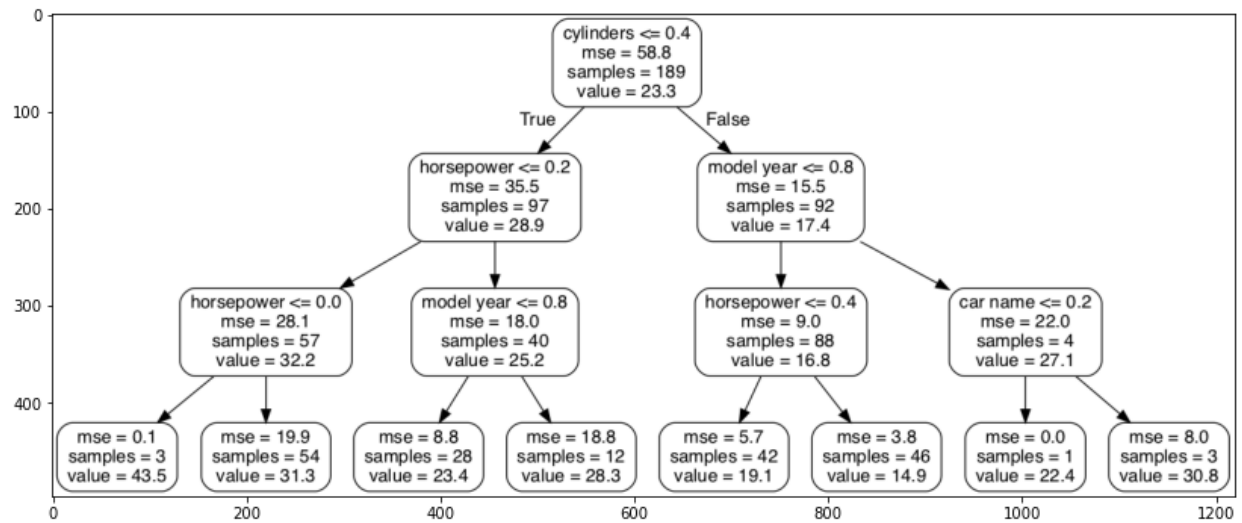 0
100
200
300
400
cylinders <= 0.4
mse = 58.8
samples = 189
value = 23.3
True
False
horsepower <= 0.2
mse = 35.5
samples = 97
value = 28.9
model year <= 0.8
mse = 15.5
samples = 92
value = 17.4
horsepower <= 0.0
mse = 28.1
samples = 57
value = 32.2
model year <= 0.8
mse = 18.0
samples = 40
value = 25.2
horsepower <= 0.4
mse = 9.0
samples = 88
value = 16.8
car name <= 0.2
mse = 22.0
samples = 4
value = 27.1
mse = 0.1
samples = 3
value = 43.5
mse = 19.9
samples = 54
value = 31.3
mse = 8.8
samples = 28
value = 23.4
mse = 18.8
samples = 12
value = 28.3
mse = 5.7
samples = 42
value = 19.1
mse = 3.8
samples = 46
value = 14.9
mse = 0.0
samples = 1
value = 22.4
mse = 8.0
samples = 3
value = 30.8
0
200
400
600
800
1000
1200